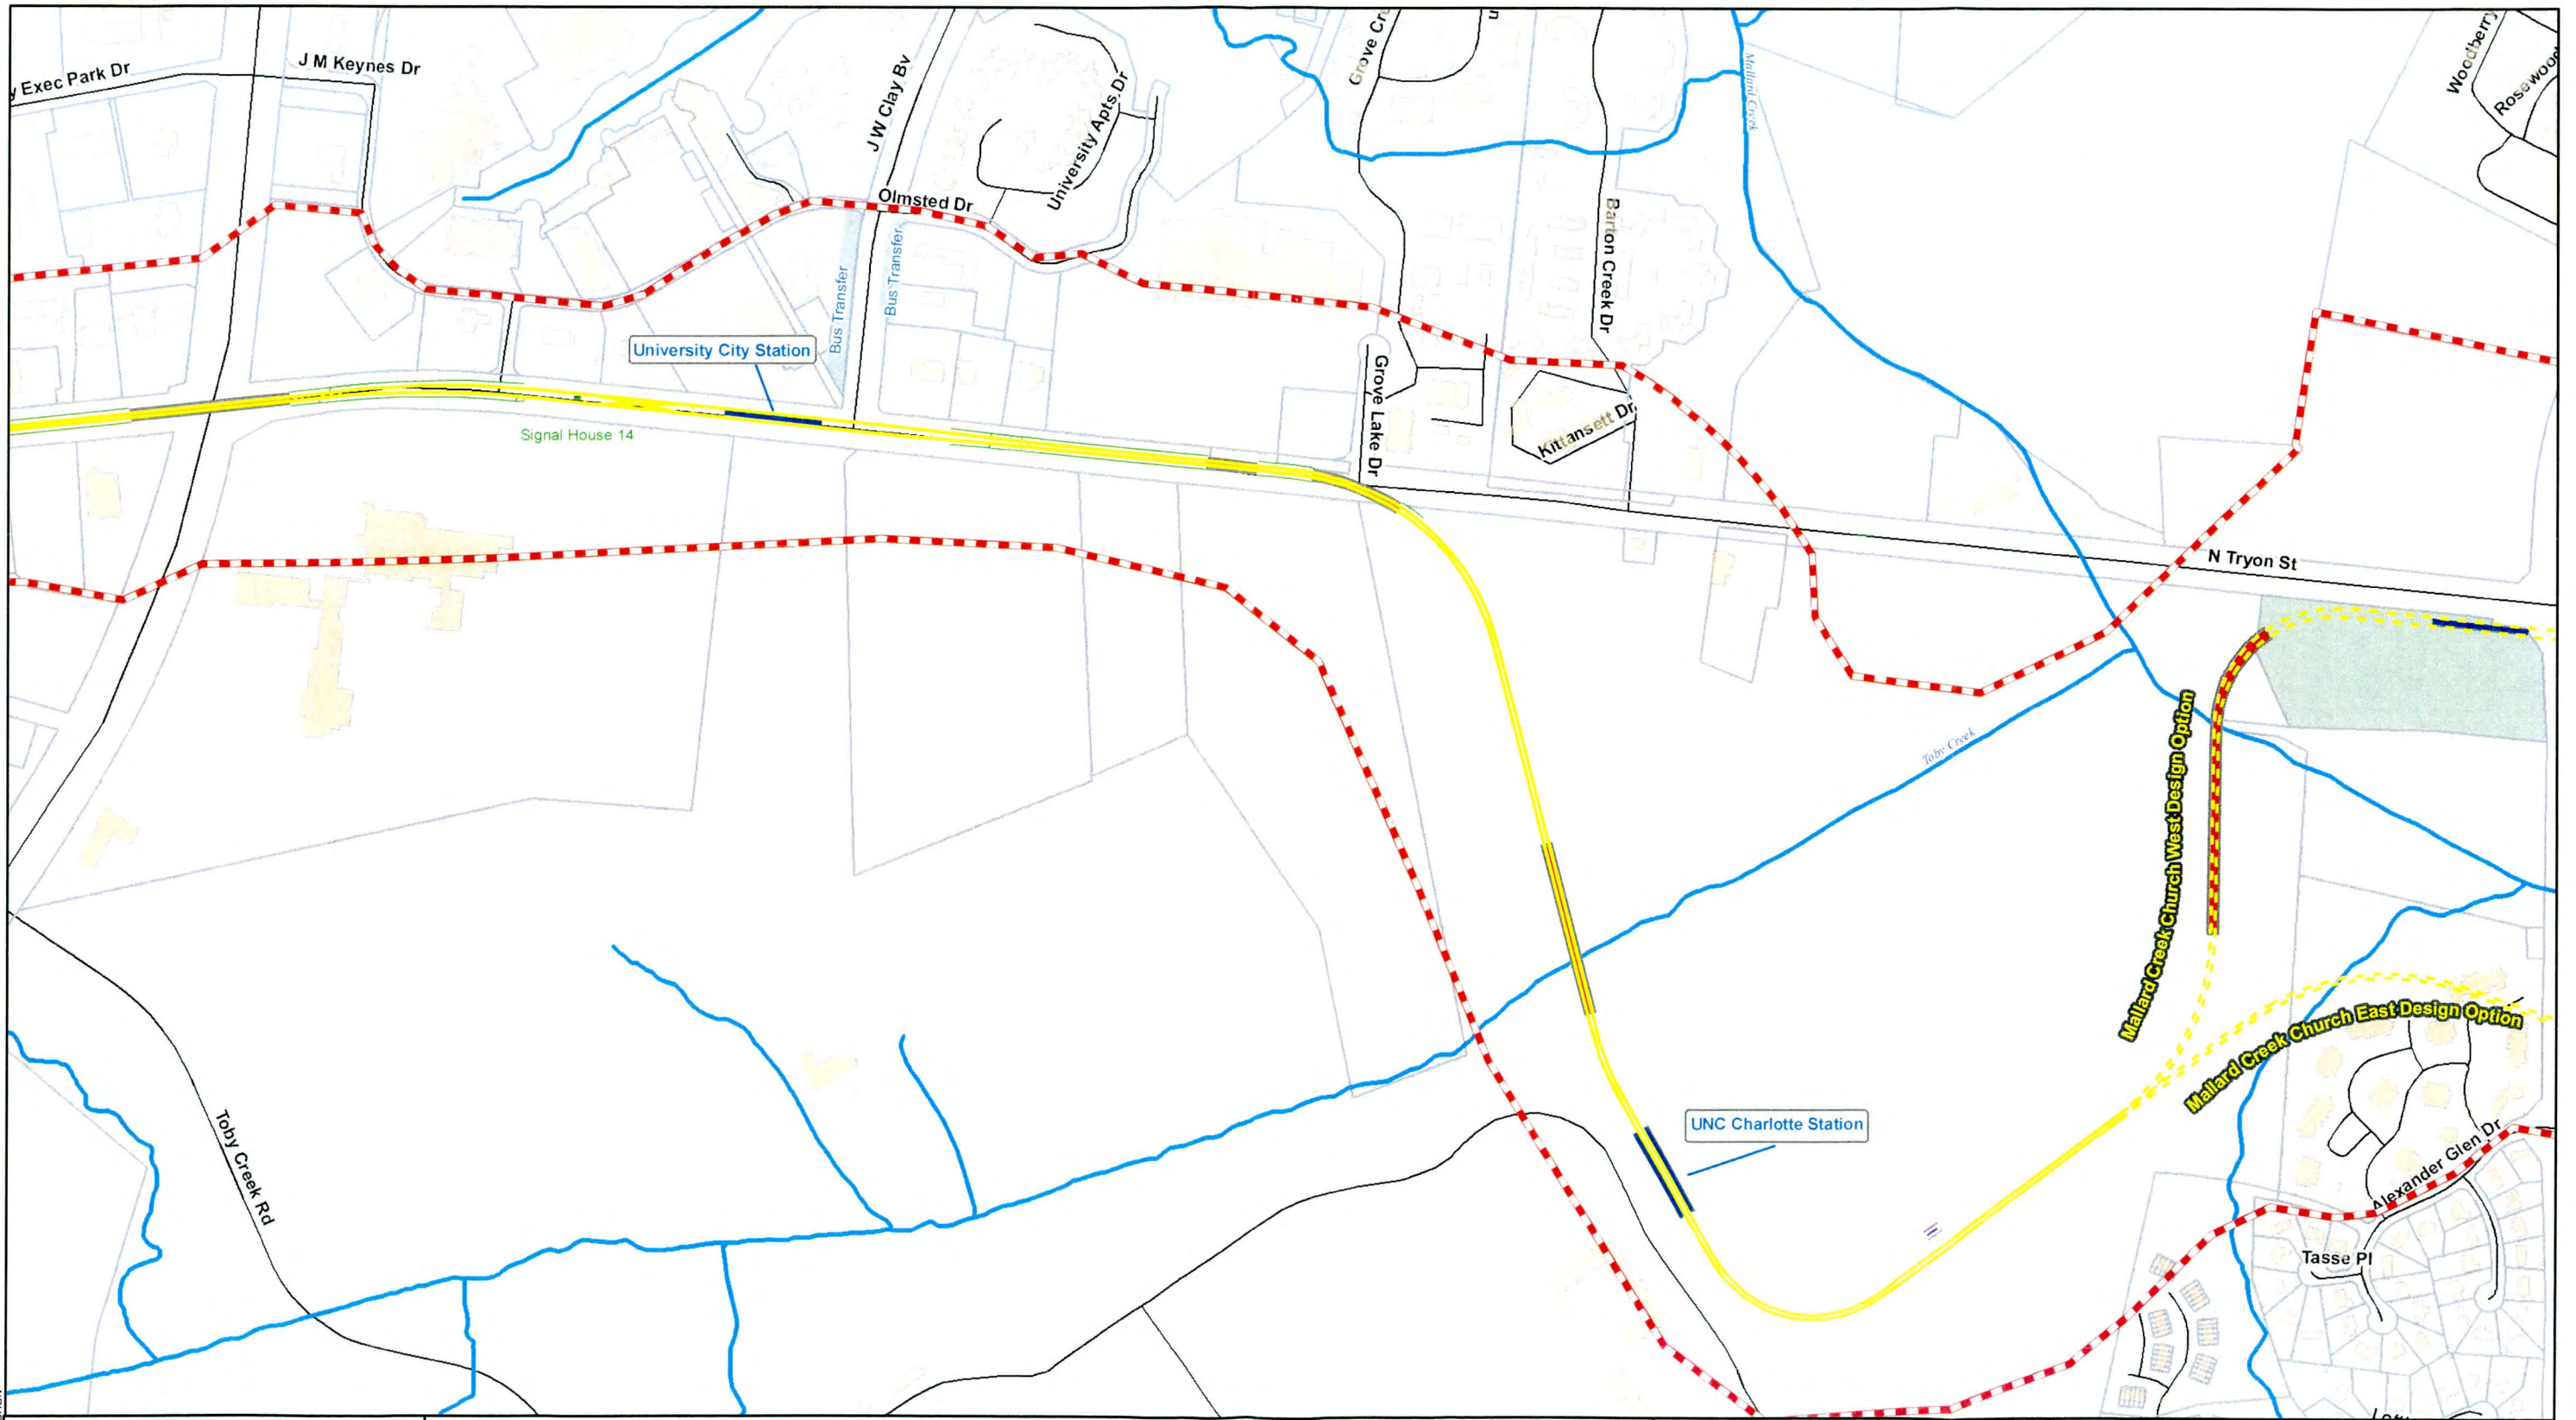 y Exec Park Dr
J M Keynes Dr
J W Clay Bv
University Apts Dr
Olmsted Dr
Bus Transfer
Bus Transfer
Grove Cr
n
Mallard Creek
Barton Creek Dr
Woodberry
Rosewood
University City Station
Signal House 14
Grove Lake Dr
Kittansett Dr
N Tryon St
Toby Creek
Mallard Creek Church West Design Option
Mallard Creek Church East Design Option
UNC Charlotte Station
Toby Creek Rd
Alexander Glen Dr
Tasse Pl